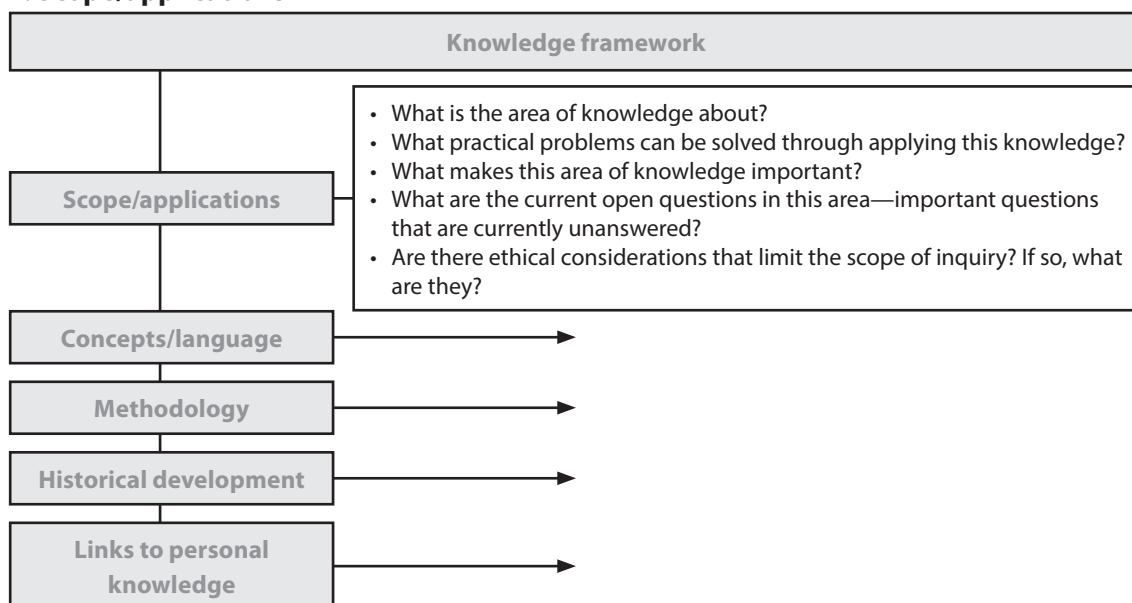 Knowledge framework
• What is the area of knowledge about?
• What practical problems can be solved through applying this knowledge?
• What makes this area of knowledge important?
• What are the current open questions in this area—important questions
that are currently unanswered?
• Are there ethical considerations that limit the scope of inquiry? If so, what
are they?
Scope/applications
Concepts/language
Methodology
Historical development
Links to personal
knowledge